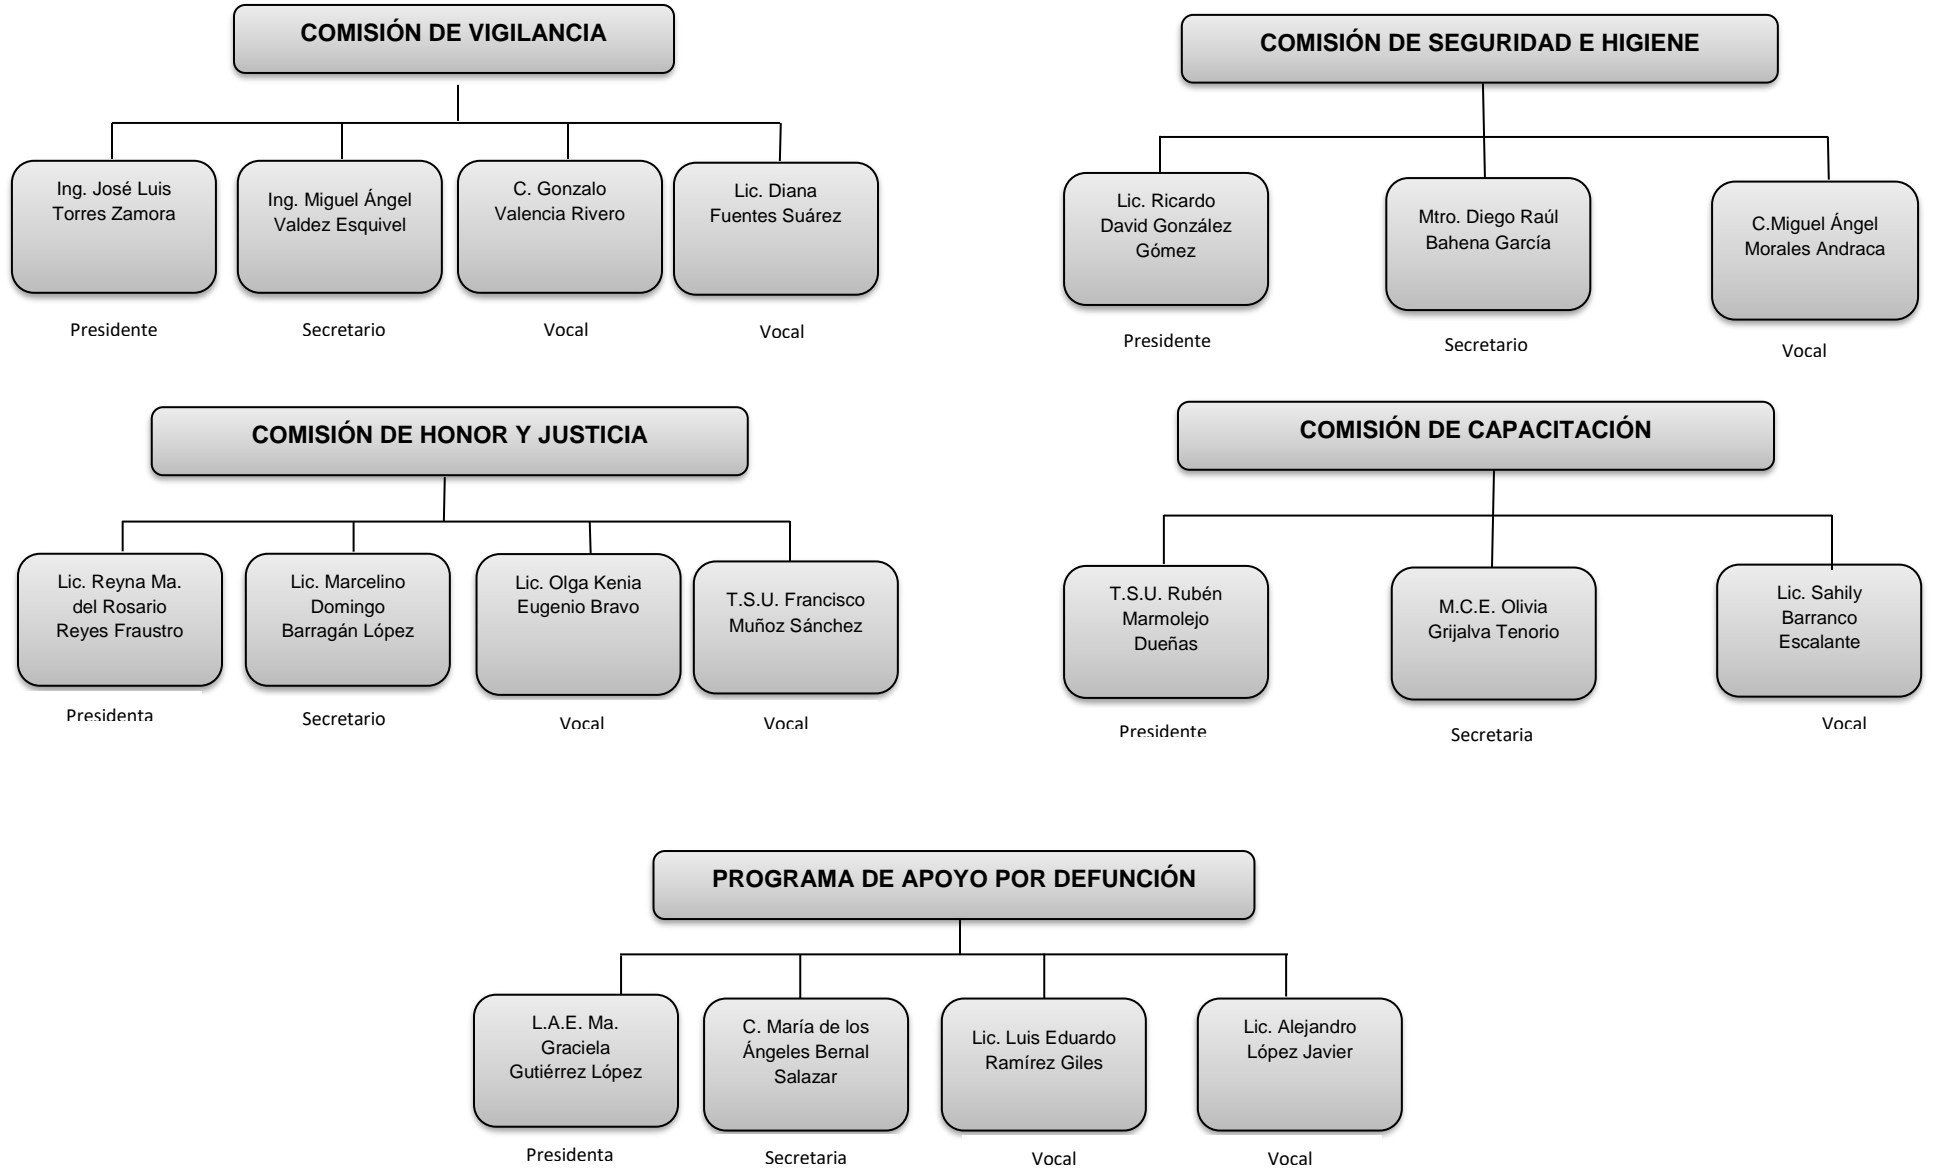 COMISIÓN DE VIGILANCIA
Ing. José Luis
Torres Zamora
Presidente
Ing. Miguel Ángel
Valdez Esquivel
Secretario
C. Gonzalo
Valencia Rivero
Vocal
Lic. Diana
Fuentes Suárez
Vocal
COMISIÓN DE SEGURIDAD E HIGIENE
Lic. Ricardo
David González
Gómez
Presidente
Mtro. Diego Raúl
Bahena García
Secretario
C.Miguel Ángel
Morales Andraca
Vocal
COMISIÓN DE HONOR Y JUSTICIA
Lic. Reyna Ma.
del Rosario
Reyes Fraustro
Presidenta
Lic. Marcelino
Domingo
Barragán López
Secretario
Lic. Olga Kenia
Eugenio Bravo
Vocal
T.S.U. Francisco
Muñoz Sánchez
Vocal
COMISIÓN DE CAPACITACIÓN
T.S.U. Rubén
Marmolejo
Dueñas
Presidente
M.C.E. Olivia
Grijalva Tenorio
Secretaria
Lic. Sahily
Barranco
Escalante
Vocal
PROGRAMA DE APOYO POR DEFUNCIÓN
L.A.E. Ma.
Graciela
Gutiérrez López
Presidenta
C. María de los
Ángeles Bernal
Salazar
Secretaria
Lic. Luis Eduardo
Ramírez Giles
Vocal
Lic. Alejandro
López Javier
Vocal